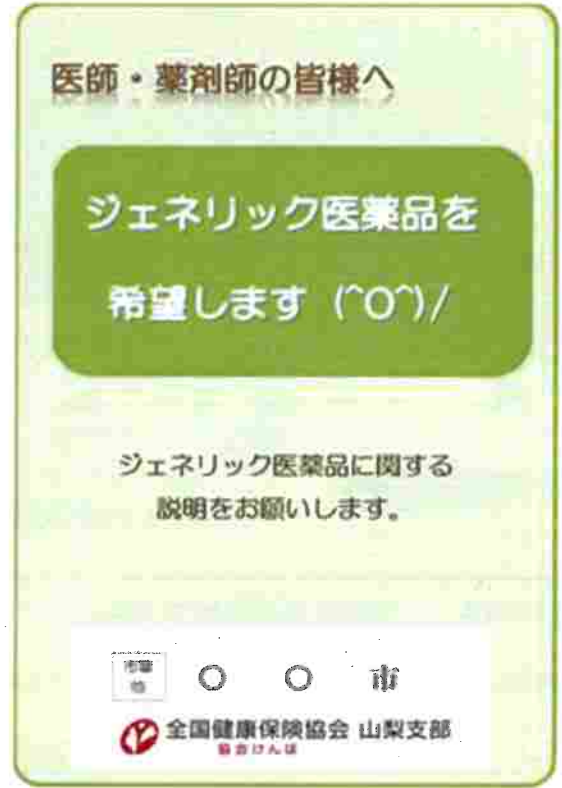 医師・薬剤師の皆様へ
ジェネリック医薬品を
希望します (^O^)/
ジェネリック医薬品に関する
説明をお願いします。
市章
○ ○ 市
全国健康保険協会 山梨支部
協会けんぽ